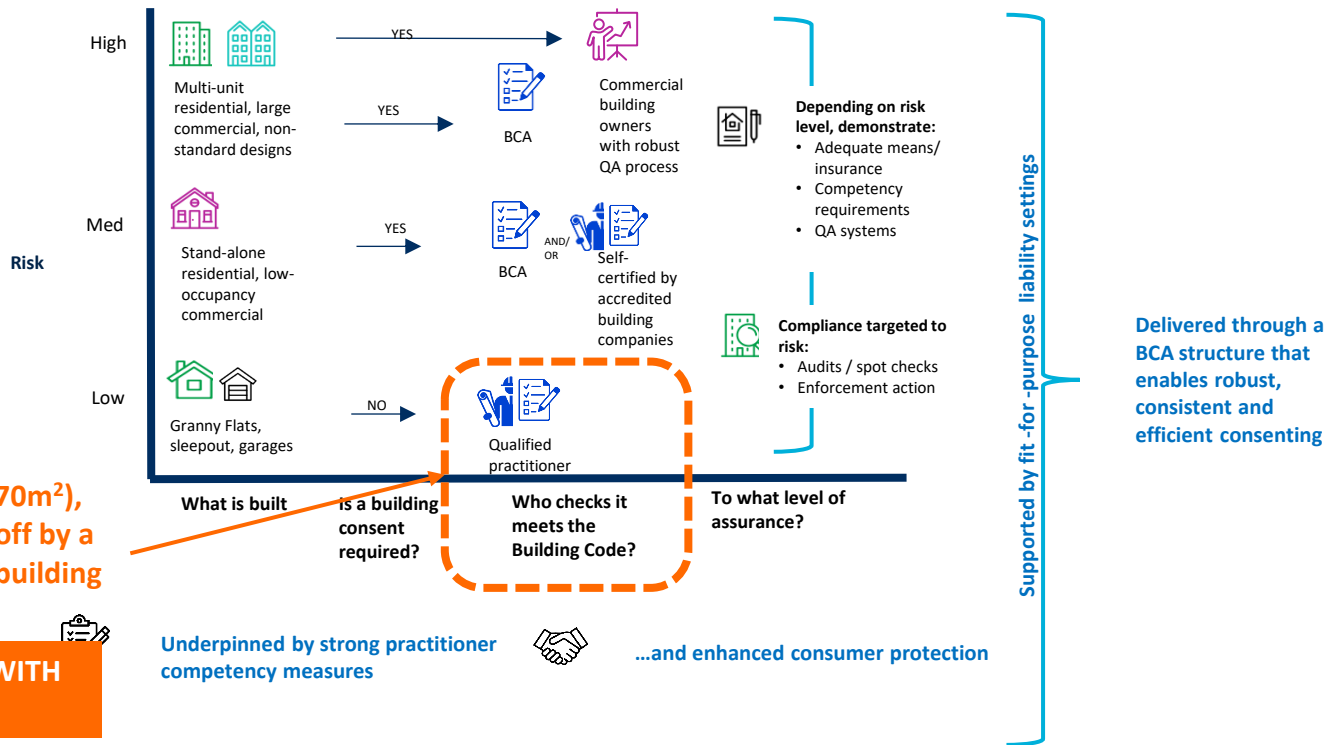 High
YES
Multi-unit
residential, large
commercial, non-
standard designs
YES
BCA
Commercial
building
owners
with robust
QA process
Depending on risk
level, demonstrate:
• Adequate means/
insurance
• Competency
requirements
• QA systems
Risk
Med
Stand-alone
residential, low-
occupancy
commercial
YES
BCA
AND/
OR
Self-
certified by
accredited
building
companies
Compliance targeted to
risk:
• Audits / spot checks
• Enforcement action
Low
Granny Flats,
sleepout, garages
NO
Qualified
practitioner
What is built
Is a building
consent
required?
Who checks it
meets the
Building Code?
To what level of
assurance?
Supported by fit -for -purpose liability settings
Delivered through a
BCA structure that
enables robust,
consistent and
efficient consenting
70m²),
off by a
building
WITH
Underpinned by strong practitioner
competency measures
...and enhanced consumer protection